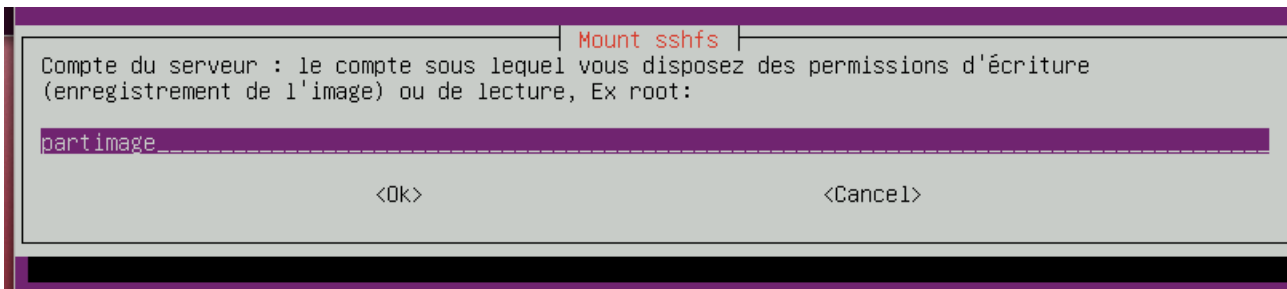 Mount sshfs
Compte du serveur : le compte sous lequel vous disposez des permissions d'écriture
(enregistrement de l'image) ou de lecture, Ex root:
partimage
<Ok> <Cancel>